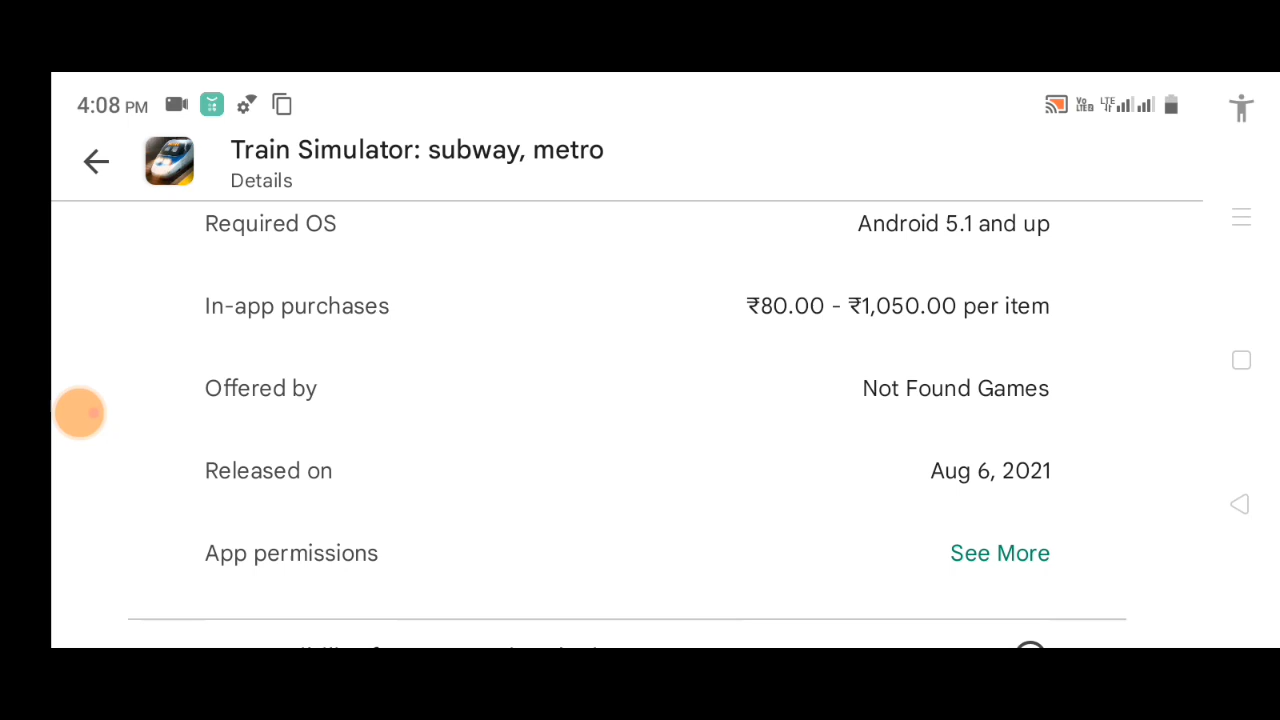 4:08 PM
Train Simulator: subway, metro
Details
Required OS
Android 5.1 and up
In-app purchases
₹80.00 - ₹1,050.00 per item
Offered by
Not Found Games
Released on
Aug 6, 2021
App permissions
See More